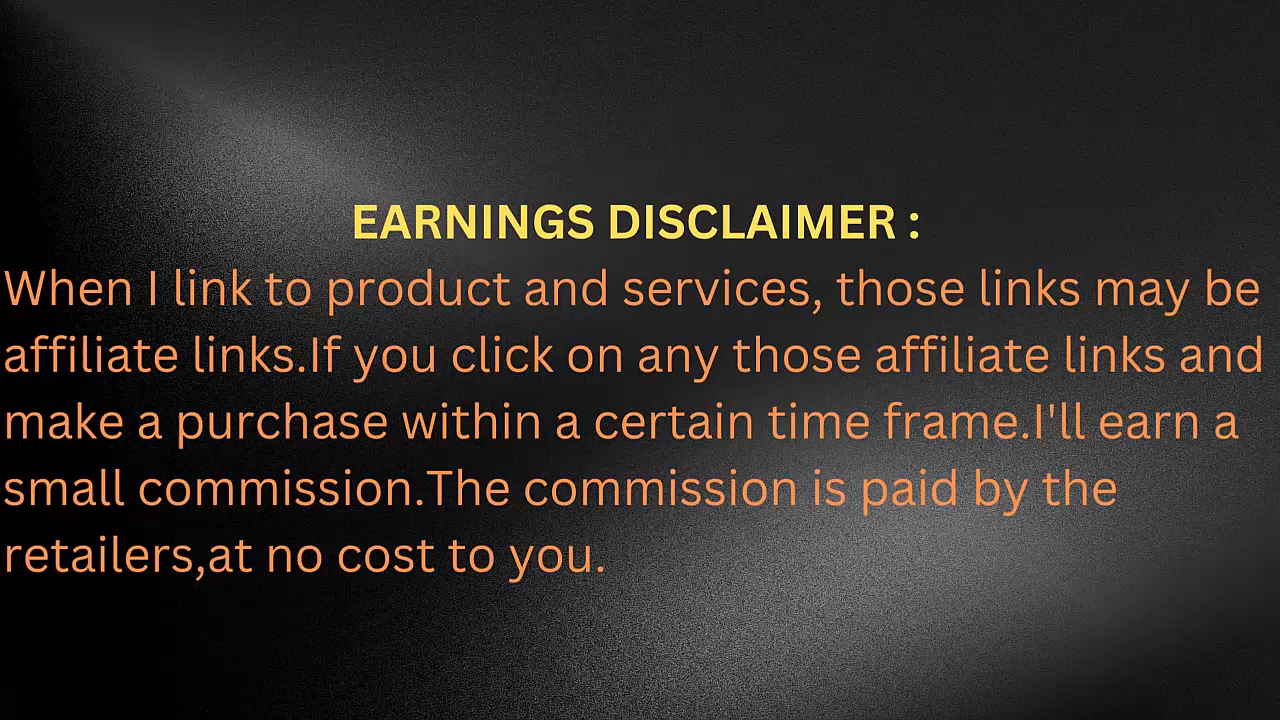 EARNINGS DISCLAIMER :
When I link to product and services, those links may be
affiliate links.If you click on any those affiliate links and
make a purchase within a certain time frame.I'll earn a
small commission.The commission is paid by the
retailers,at no cost to you.